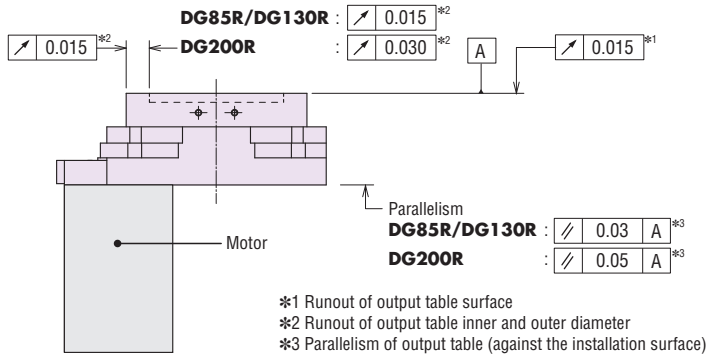 DG85R/DG130R : ↗ 0.015 *2
↗ 0.015 *2
DG200R : ↗ 0.030 *2
A
↗ 0.015 *1
Parallelism
DG85R/DG130R : // 0.03 A *3
DG200R : // 0.05 A *3
Motor
*1 Runout of output table surface
*2 Runout of output table inner and outer diameter
*3 Parallelism of output table (against the installation surface)